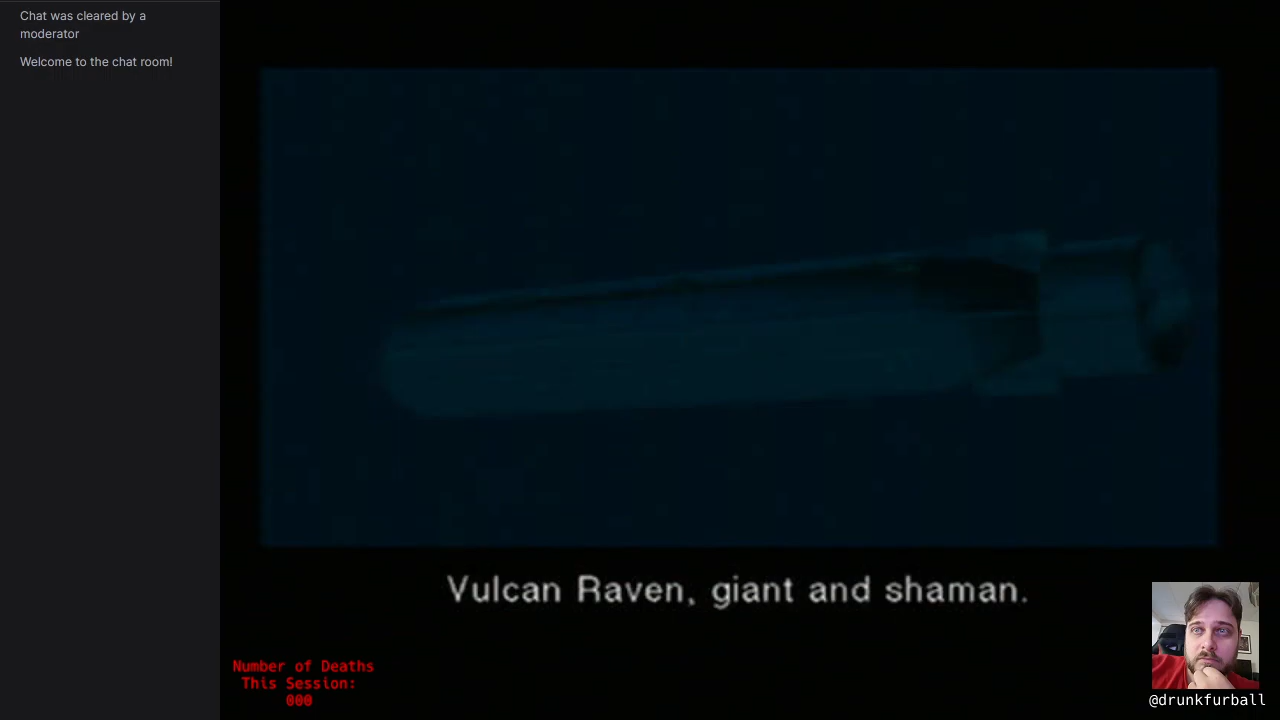 Chat was cleared by a
moderator
Welcome to the chat room!
Vulcan Raven, giant and shaman.
Number of Deaths
This Session:
000
@drunkfurball